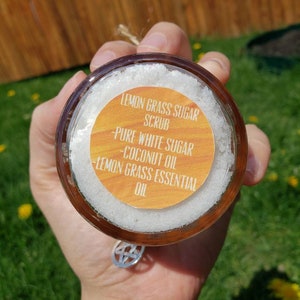 LEMON GRASS SUGAR
SCRUB
-PURE WHITE SUGAR
-COCONUT OIL
-LEMON GRASS ESSENTIAL
OIL